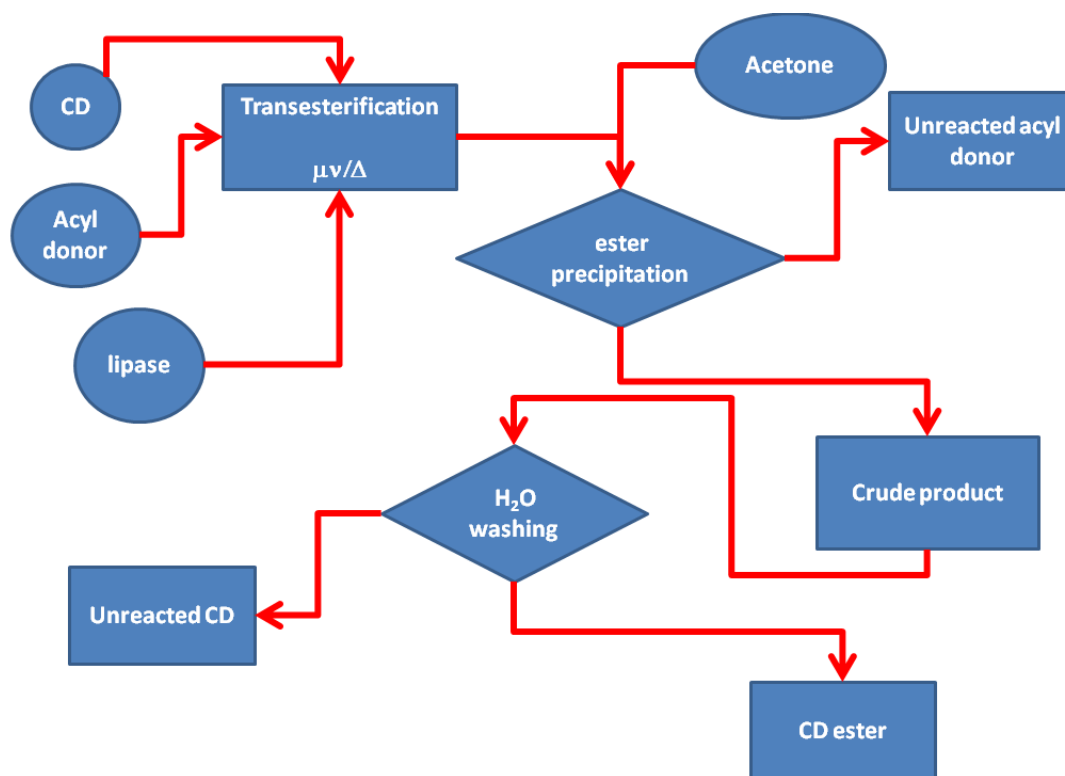 CD
Transesterification
μν/Δ
Acetone
Unreacted acyl
donor
Acyl
donor
ester
precipitation
lipase
Crude product
H₂O
washing
Unreacted CD
CD ester